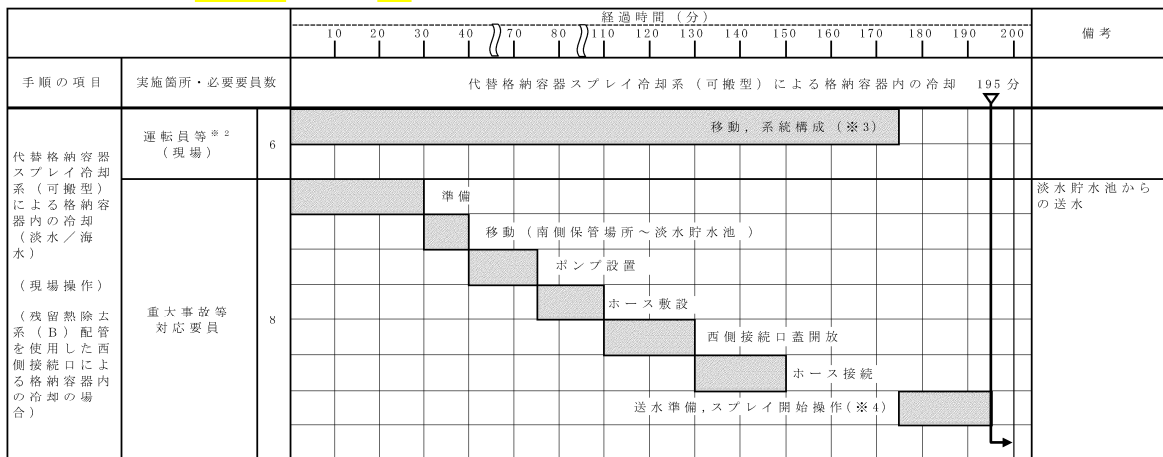 経過時間（分）
備考
10 20 30 40 70 80 110 120 130 140 150 160 170 180 190 200
手順の項目
実施箇所・必要要員数
代替格納容器スプレイ冷却系（可搬型）による格納容器内の冷却 195分
代替格納容器
スプレイ冷却
系（可搬型）
による格納容
器内の冷却
（淡水／海
水）
（現場操作）
（残留熱除去
系（B）配管
を使用した西
側接続口によ
る格納容器内
の冷却の場
合）
運転員等※2
（現場）
6
移動，系統構成（※3）
重大事故等
対応要員
8
準備
移動（南側保管場所～淡水貯水池）
ポンプ設置
ホース敷設
西側接続口蓋開放
ホース接続
送水準備，スプレイ開始操作（※4）
淡水貯水池から
の送水